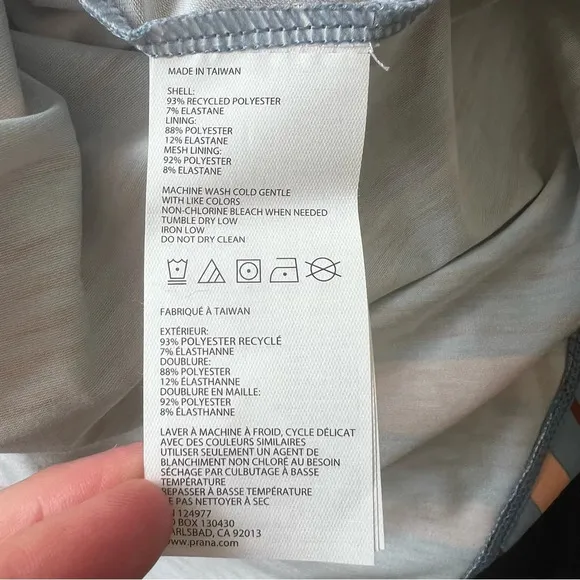 MADE IN TAIWAN
SHELL:
93% RECYCLED POLYESTER
7% ELASTANE
LINING:
88% POLYESTER
12% ELASTANE
MESH LINING:
92% POLYESTER
8% ELASTANE
MACHINE WASH COLD GENTLE
WITH LIKE COLORS
NON-CHLORINE BLEACH WHEN NEEDED
TUMBLE DRY LOW
IRON LOW
DO NOT DRY CLEAN
FABRIQUÉ À TAIWAN
EXTÉRIEUR:
93% POLYESTER RECYCLÉ
7% ÉLASTHANNE
DOUBLURE:
88% POLYESTER
12% ÉLASTHANNE
DOUBLURE EN MAILLE:
92% POLYESTER
8% ÉLASTHANNE
LAVER À MACHINE À FROID, CYCLE DÉLICAT
AVEC DES COULEURS SIMILAIRES
UTILISER SEULEMENT UN AGENT DE
BLANCHIMENT NON CHLORÉ AU BESOIN
SÉCHAGE PAR CULBUTAGE À BASSE
TEMPÉRATURE
REPASSER À BASSE TEMPÉRATURE
PAS NETTOYER À SEC
124977
BOX 130430
CA 92013
www.prana.com